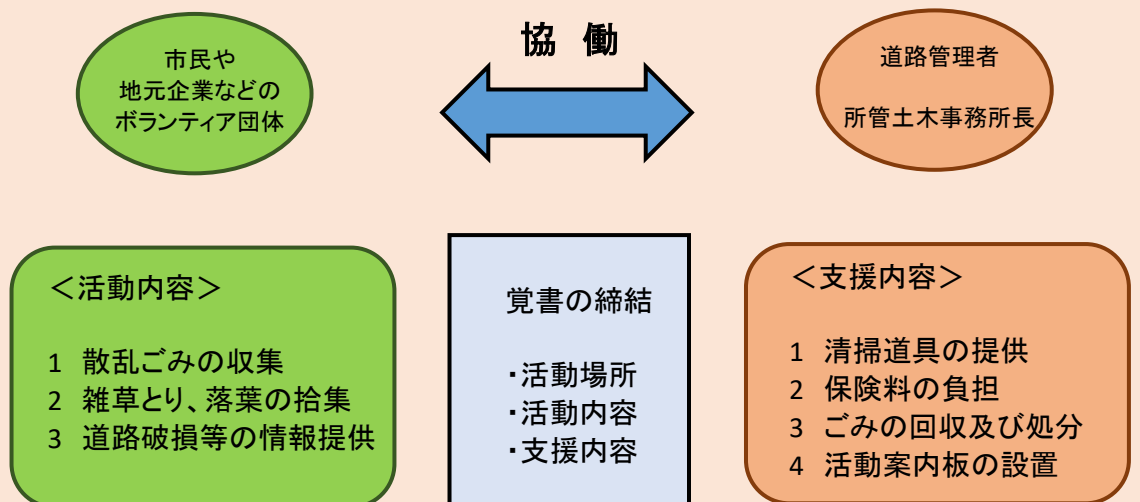 協 働
市民や
地元企業などの
ボランティア団体
道路管理者
所管土木事務所長
＜活動内容＞
1 散乱ごみの収集
2 雑草とり、落葉の拾集
3 道路破損等の情報提供
覚書の締結
・活動場所
・活動内容
・支援内容
＜支援内容＞
1 清掃道具の提供
2 保険料の負担
3 ごみの回収及び処分
4 活動案内板の設置